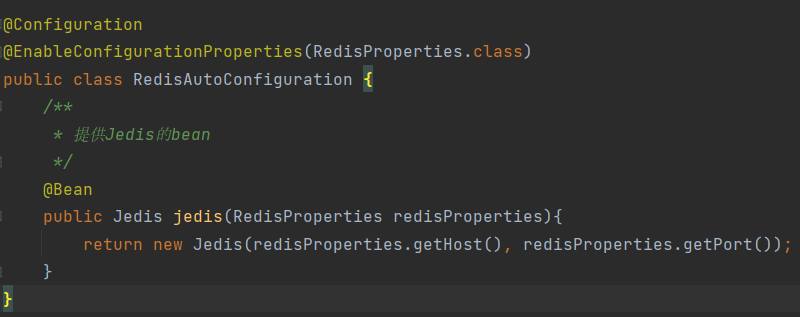 @Configuration
@EnableConfigurationProperties(RedisProperties.class)
public class RedisAutoConfiguration {
    /**
     * 提供Jedis的bean
     */
    @Bean
    public Jedis jedis(RedisProperties redisProperties){
        return new Jedis(redisProperties.getHost(), redisProperties.getPort());
    }
}